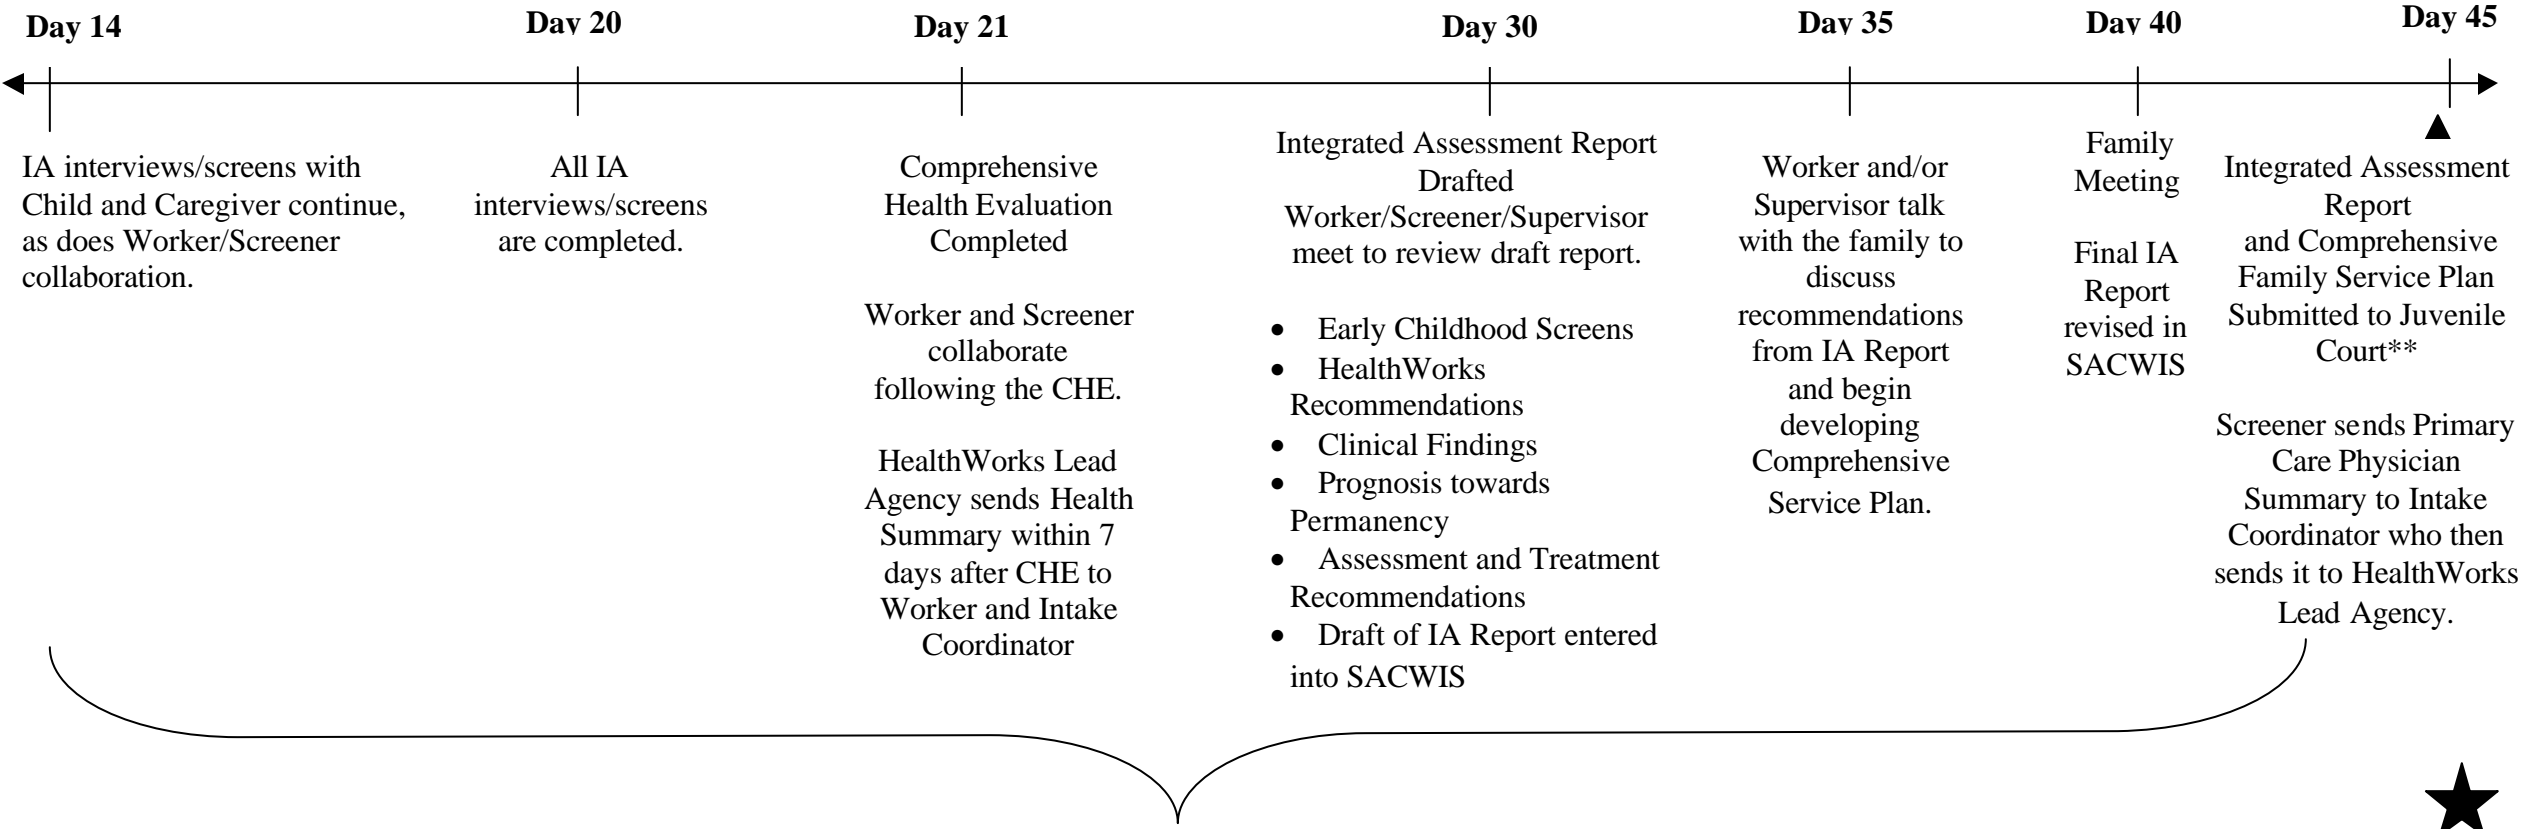 Day 14
Day 20
Day 21
Day 30
Day 35
Day 40
Day 45
IA interviews/screens with
Child and Caregiver continue,
as does Worker/Screener
collaboration.
All IA
interviews/screens
are completed.
Comprehensive
Health Evaluation
Completed
Worker and Screener
collaborate
following the CHE.
HealthWorks Lead
Agency sends Health
Summary within 7
days after CHE to
Worker and Intake
Coordinator
Integrated Assessment Report
Drafted
Worker/Screener/Supervisor
meet to review draft report.
• Early Childhood Screens
• HealthWorks
Recommendations
• Clinical Findings
• Prognosis towards
Permanency
• Assessment and Treatment
Recommendations
• Draft of IA Report entered
into SACWIS
Worker and/or
Supervisor talk
with the family to
discuss
recommendations
from IA Report
and begin
developing
Comprehensive
Service Plan.
Family
Meeting
Final IA
Report
revised in
SACWIS
Integrated Assessment
Report
and Comprehensive
Family Service Plan
Submitted to Juvenile
Court**
Screener sends Primary
Care Physician
Summary to Intake
Coordinator who then
sends it to HealthWorks
Lead Agency.